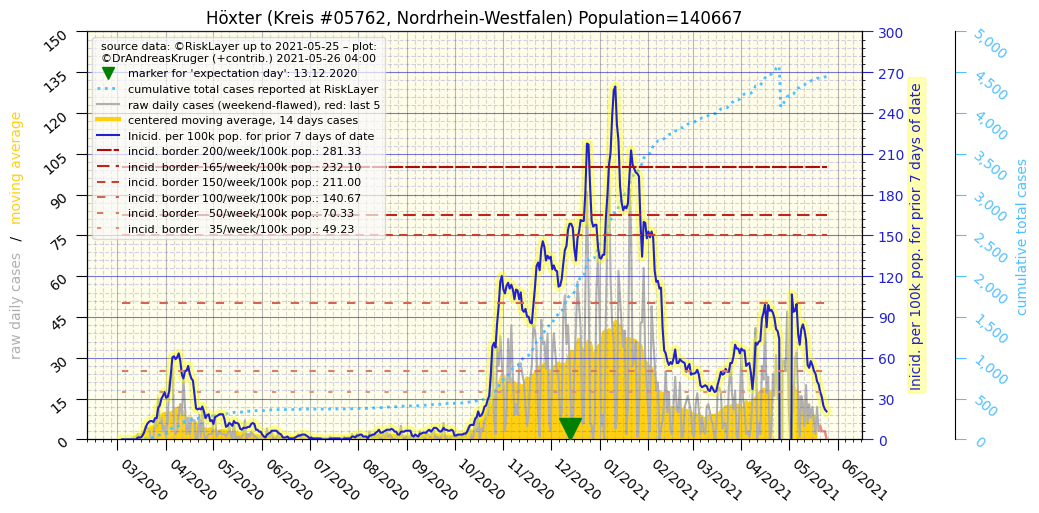 Höxter (Kreis #05762, Nordrhein-Westfalen) Population=140667
source data: ©RiskLayer up to 2021-05-25 – plot:
©DrAndreasKruger (+contrib.) 2021-05-26 04:00
marker for 'expectation day': 13.12.2020
cumulative total cases reported at RiskLayer
raw daily cases (weekend-flawed), red: last 5
centered moving average, 14 days cases
Inicid. per 100k pop. for prior 7 days of date
incid. border 200/week/100k pop.: 281.33
incid. border 165/week/100k pop.: 232.10
incid. border 150/week/100k pop.: 211.00
incid. border 100/week/100k pop.: 140.67
incid. border   50/week/100k pop.: 70.33
incid. border   35/week/100k pop.: 49.23
raw daily cases / moving average
150
135
120
105
90
75
60
45
30
15
0
03/2020
04/2020
05/2020
06/2020
07/2020
08/2020
09/2020
10/2020
11/2020
12/2020
01/2021
02/2021
03/2021
04/2021
05/2021
06/2021
300
270
240
210
180
150
120
90
60
30
0
Inicid. per 100k pop. for prior 7 days of date
5,000
4,500
4,000
3,500
3,000
2,500
2,000
1,500
1,000
500
0
cumulative total cases